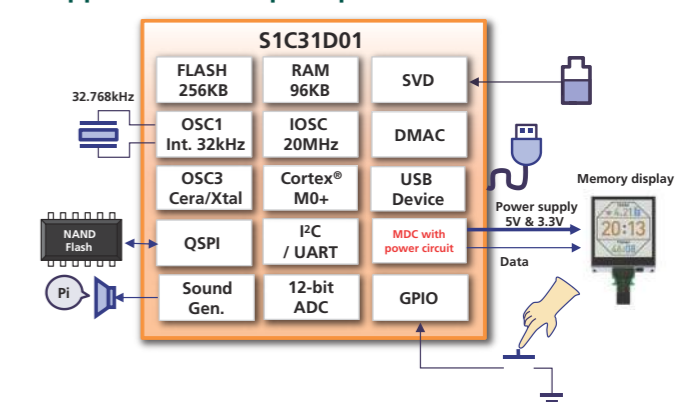 S1C31D01
FLASH
256KB
RAM
96KB
SVD
32.768kHz
OSC1
Int. 32kHz
IOSC
20MHz
DMAC
OSC3
Cera/Xtal
Cortex®
M0+
USB
Device
Memory display
Power supply
5V & 3.3V
NAND
Flash
QSPI
I²C
/ UART
MDC with
power circuit
Data
20:13
Pi
Sound
Gen.
12-bit
ADC
GPIO